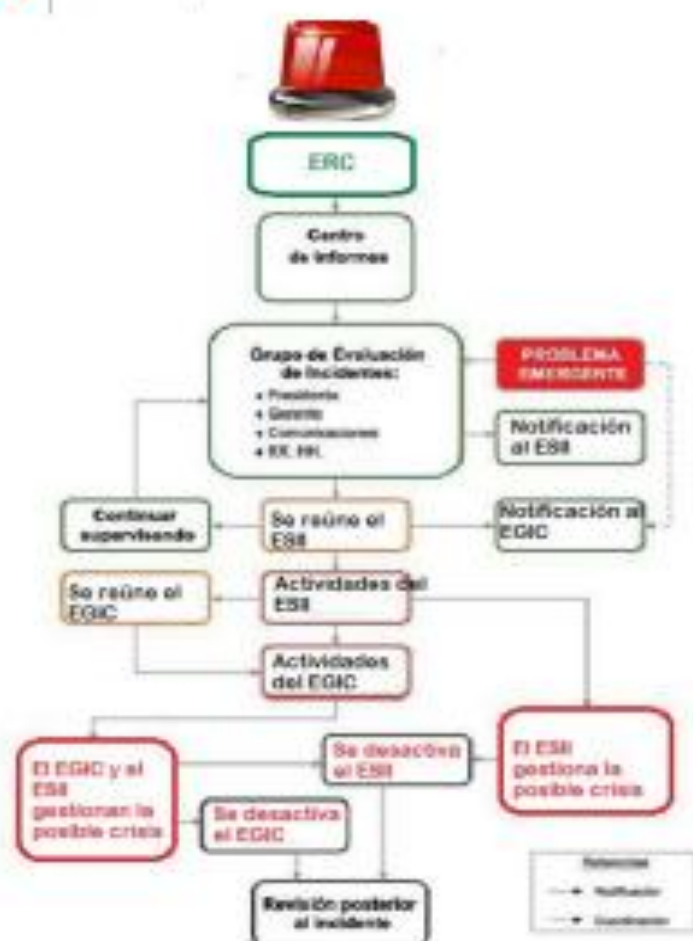 ERC
Centro
de Informes
Grupo de Evaluación
de Incidentes:
Presidente
Gerente
Comunicaciones
RR. HH.
PROBLEMA
EMERGENTE
Notificación
al ESII
Continuar
supervisando
Se reúne el
ESII
Notificación al
EGIC
Se reúne el
EGIC
Actividades del
ESII
Actividades
del EGIC
El EGIC y el
ESII
gestionan la
posible crisis
Se desactiva
el ESII
El ESII
gestiona la
posible crisis
Se desactiva
el EGIC
Revisión posterior
al incidente
Referencias
Notificación
Coordinación